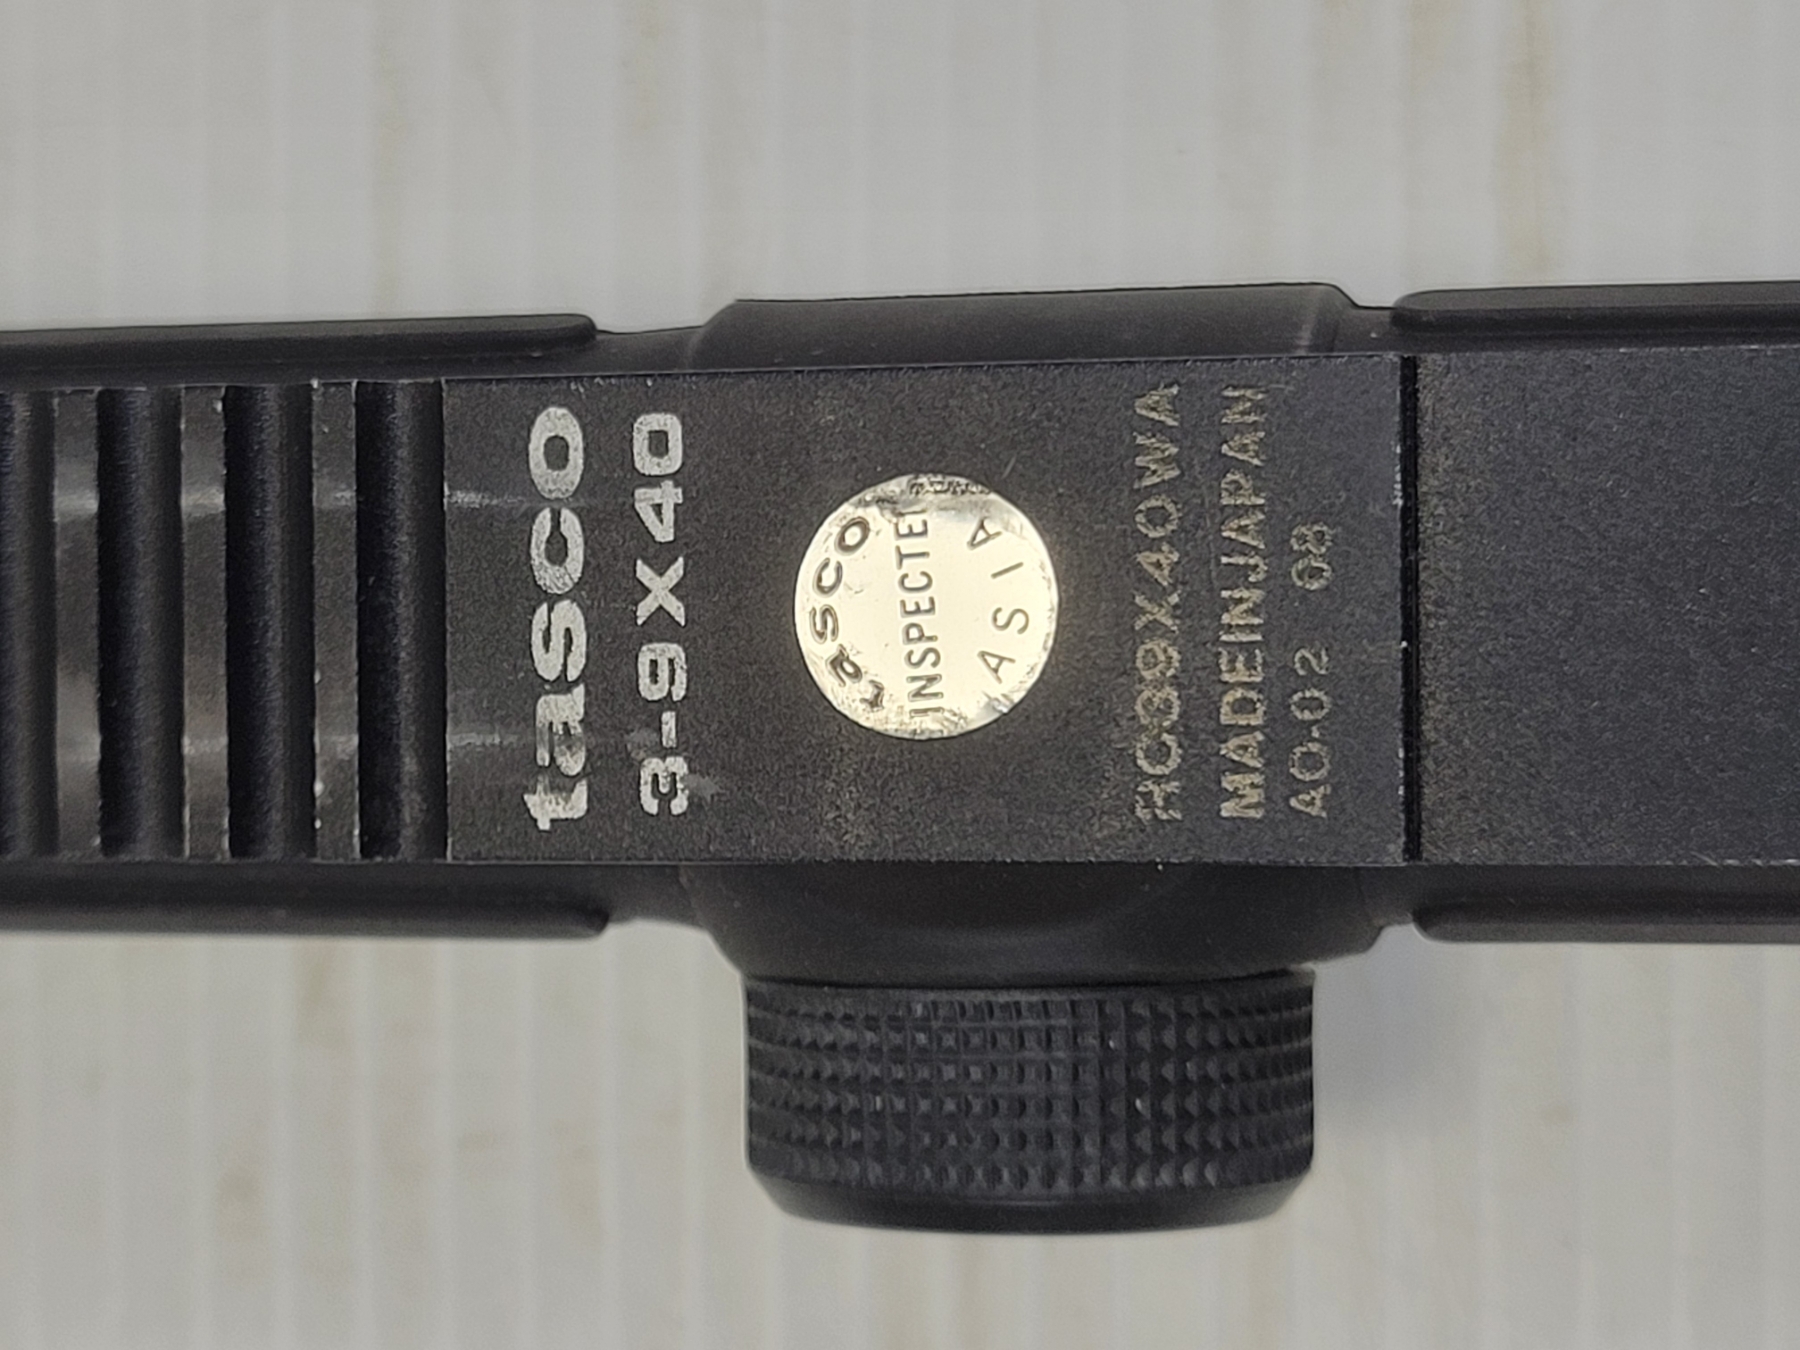 tasco
3-9X40
tasco
INSPECTED
ASIA
RC39X40WA
MADEINJAPAN
AO-02 08